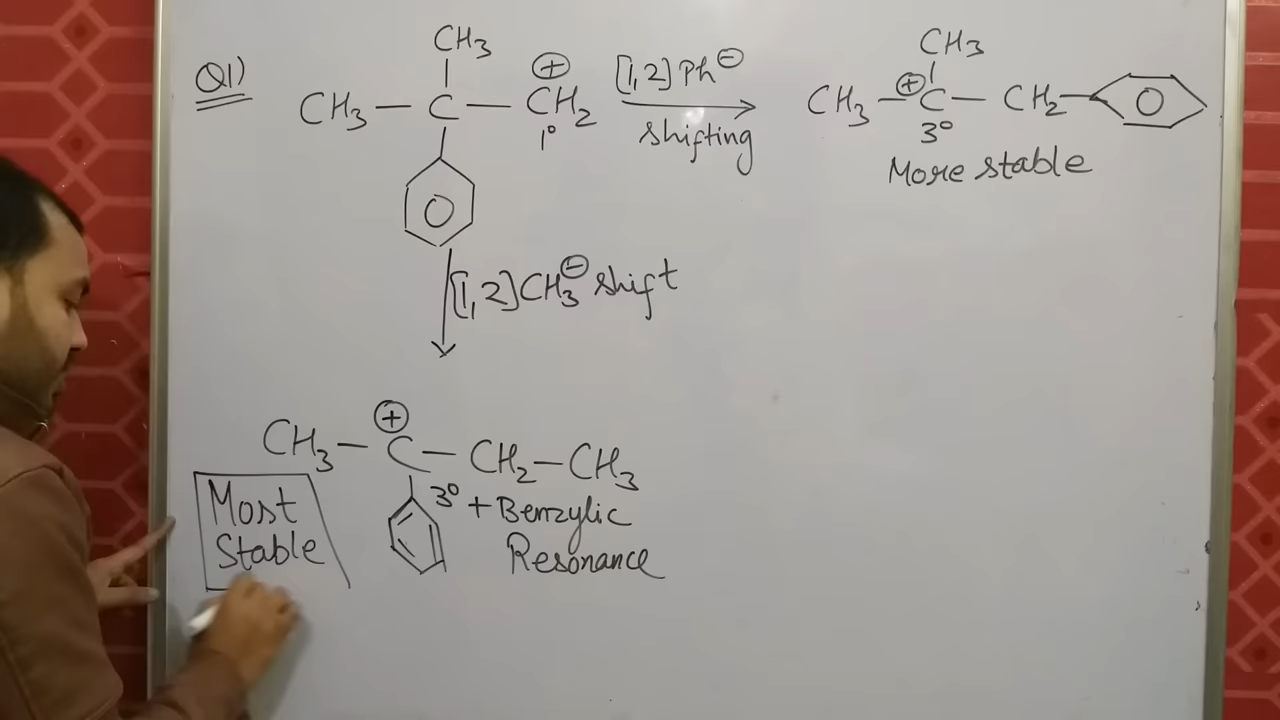 Q1)
CH3
CH3 — C — CH2
⊕
1°
[1,2] Ph⊖
shifting
CH3
CH3 — C — CH2 —
⊕
3°
More stable
[1,2] CH3⊖ shift
⊕
CH3 — C — CH2 — CH3
3° + Benzylic
Resonance
Most
Stable